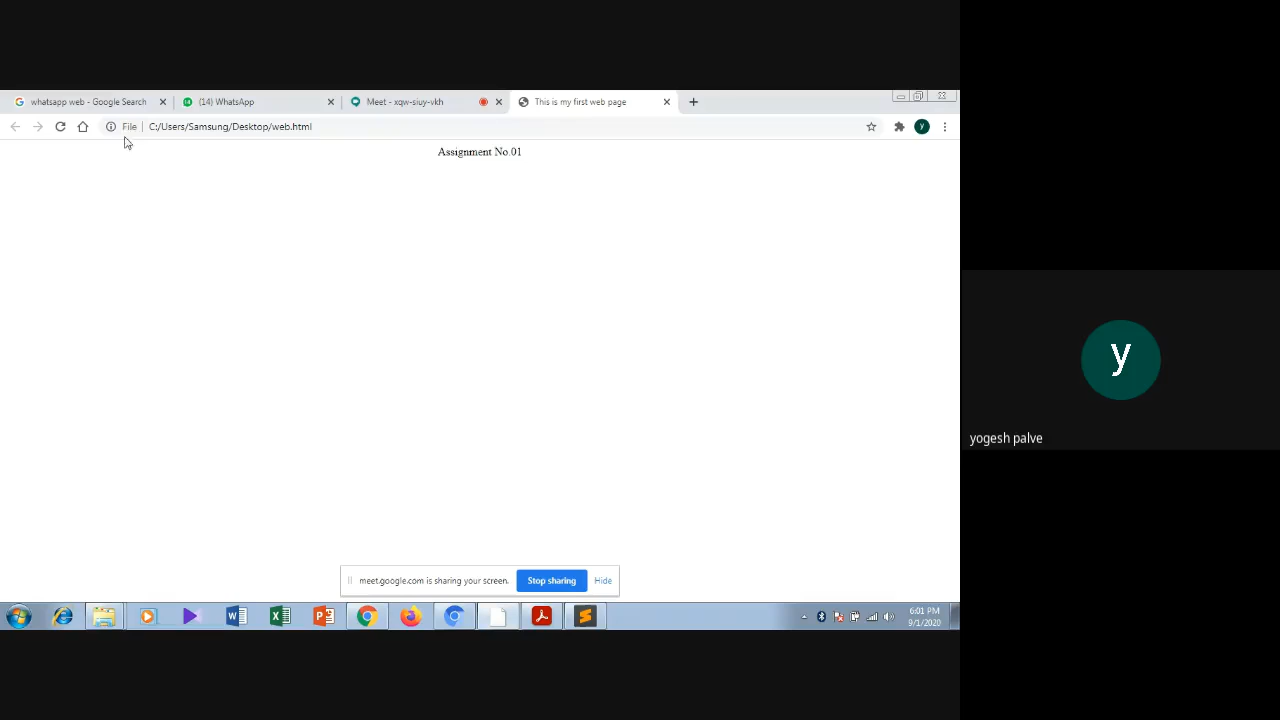 whatsapp web - Google Search
(14) WhatsApp
Meet - xqw-siuy-vkh
This is my first web page
File
C:/Users/Samsung/Desktop/web.html
y
Assignment No.01
y
yogesh palve
meet.google.com is sharing your screen.
Stop sharing
Hide
6:01 PM
9/1/2020